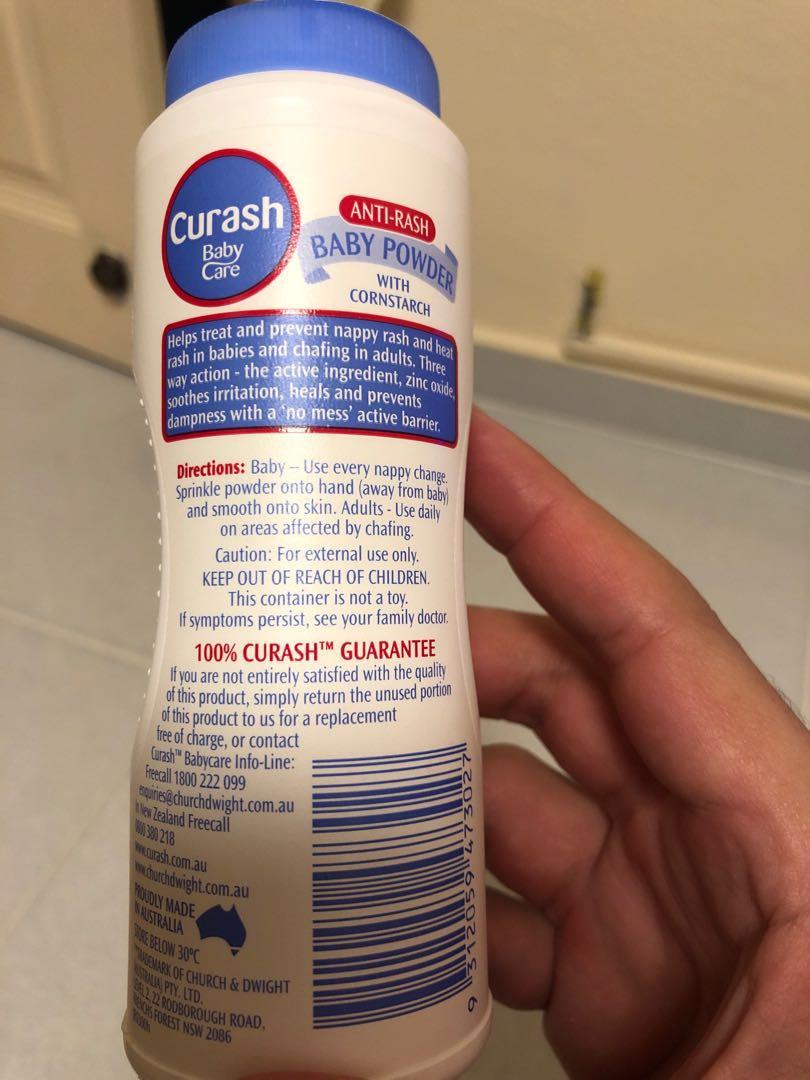 Curash
Baby
Care
ANTI-RASH
BABY POWDER
WITH
CORNSTARCH
Helps treat and prevent nappy rash and heat
rash in babies and chafing in adults. Three
way action - the active ingredient, zinc oxide,
soothes irritation, heals and prevents
dampness with a 'no mess' active barrier.
Directions: Baby – Use every nappy change.
Sprinkle powder onto hand (away from baby)
and smooth onto skin. Adults - Use daily
on areas affected by chafing.
Caution: For external use only.
KEEP OUT OF REACH OF CHILDREN.
This container is not a toy.
If symptoms persist, see your family doctor.
100% CURASH™ GUARANTEE
If you are not entirely satisfied with the quality
of this product, simply return the unused portion
of this product to us for a replacement
free of charge, or contact
Curash™ Babycare Info-Line:
Freecall 1800 222 099
enquiries@churchdwight.com.au
In New Zealand Freecall
0800 380 218
www.curash.com.au
www.churchdwight.com.au
PROUDLY MADE
IN AUSTRALIA
STORE BELOW 30°C
TRADEMARK OF CHURCH & DWIGHT
(AUSTRALIA) PTY. LTD.
LEVEL 2, 22 RODBOROUGH ROAD,
FRENCHS FOREST NSW 2086
9 312059 473027